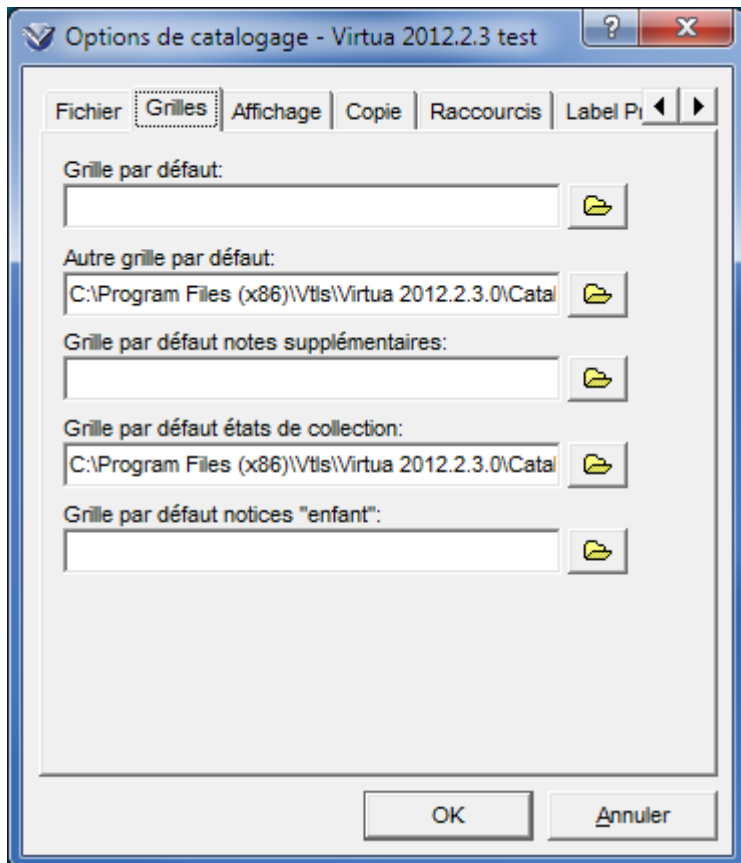 Options de catalogage - Virtua 2012.2.3 test
Fichier Grilles Affichage Copie Raccourcis Label
Grille par défaut:
Autre grille par défaut:
C:\Program Files (x86)\Vtls\Virtua 2012.2.3.0\Catal
Grille par défaut notes supplémentaires:
Grille par défaut états de collection:
C:\Program Files (x86)\Vtls\Virtua 2012.2.3.0\Catal
Grille par défaut notices "enfant":
OK Annuler